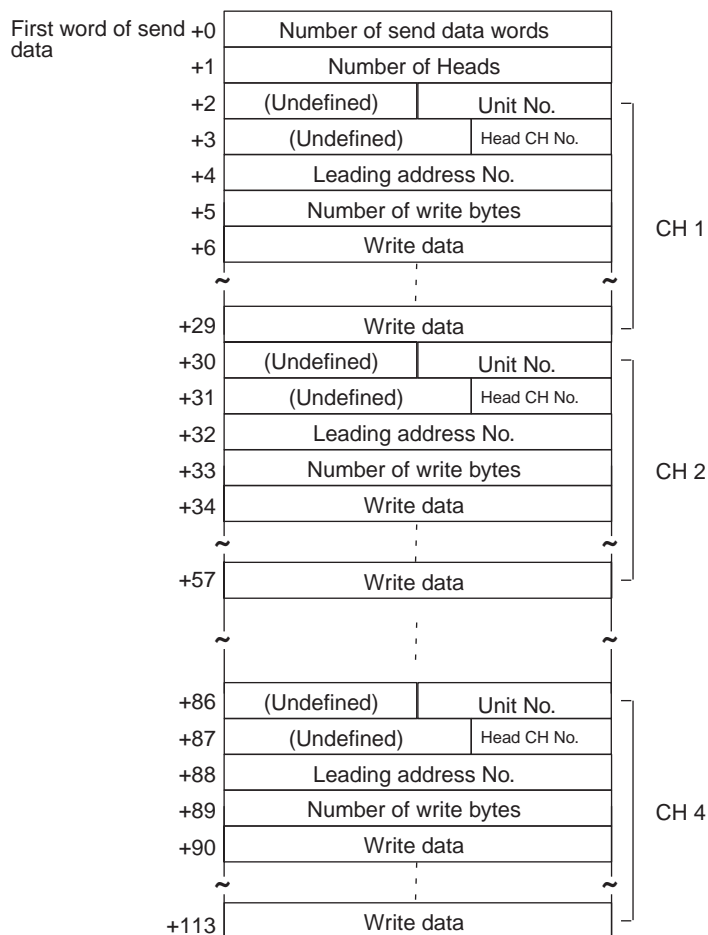 First word of send
data
+0 Number of send data words
+1 Number of Heads
+2 (Undefined) Unit No.
+3 (Undefined) Head CH No.
+4 Leading address No.
+5 Number of write bytes
+6 Write data
CH 1
~ ~
+29 Write data
+30 (Undefined) Unit No.
+31 (Undefined) Head CH No.
+32 Leading address No.
+33 Number of write bytes
+34 Write data
CH 2
~ ~
+57 Write data
~ ~
+86 (Undefined) Unit No.
+87 (Undefined) Head CH No.
+88 Leading address No.
+89 Number of write bytes
+90 Write data
CH 4
~ ~
+113 Write data